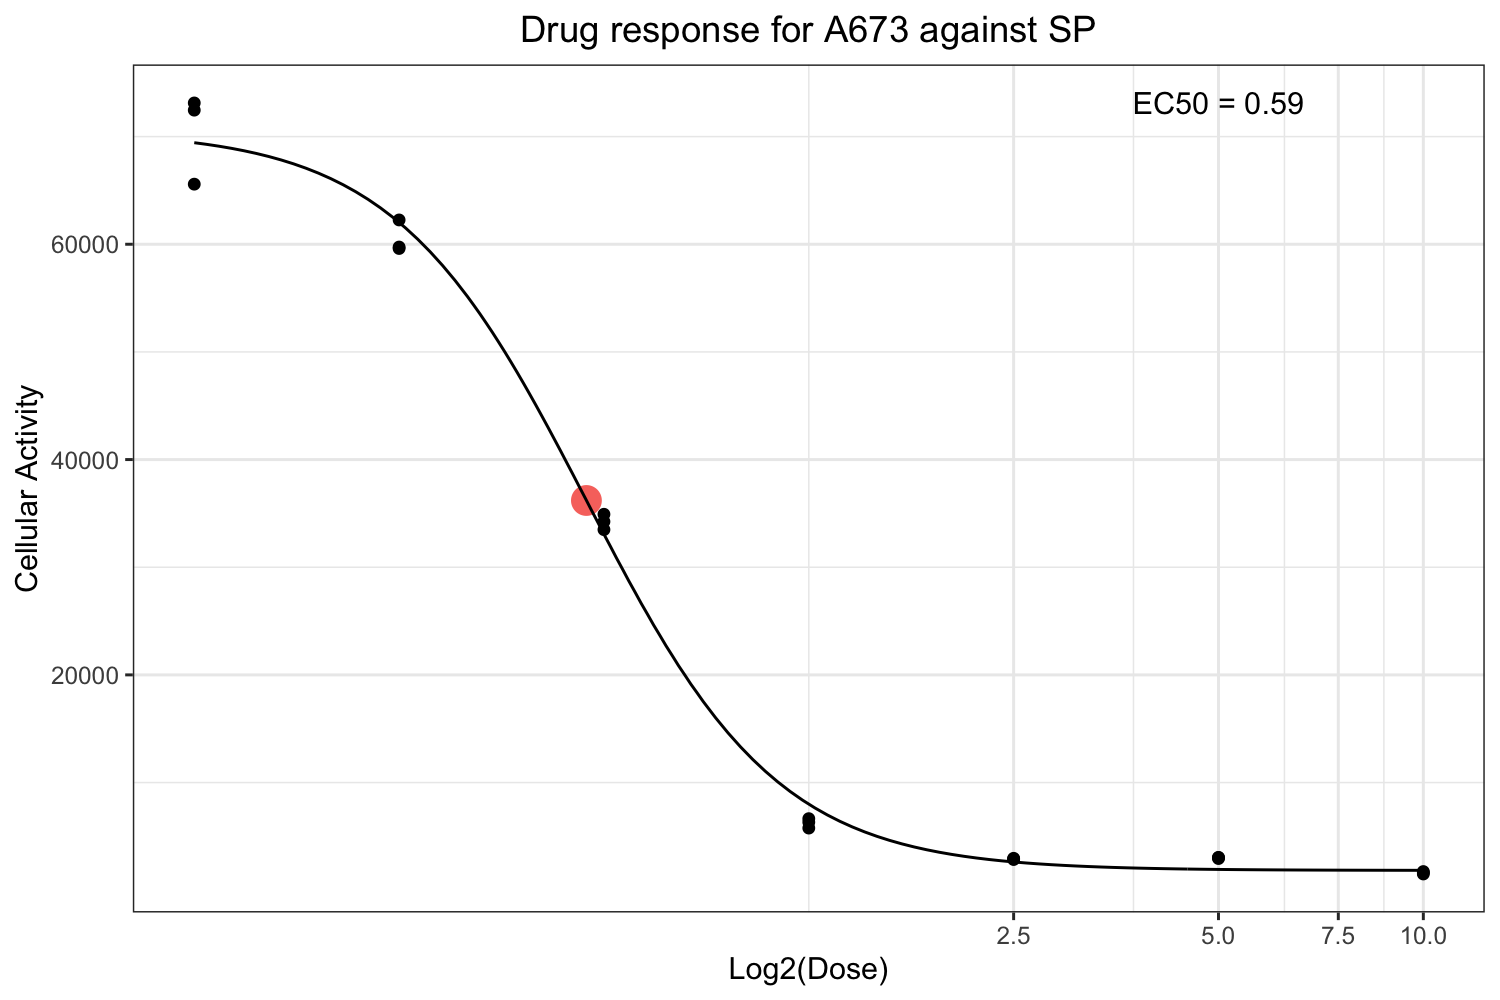 Drug response for A673 against SP
EC50 = 0.59
60000
40000
20000
Cellular Activity
2.5
5.0
7.5
10.0
Log2(Dose)